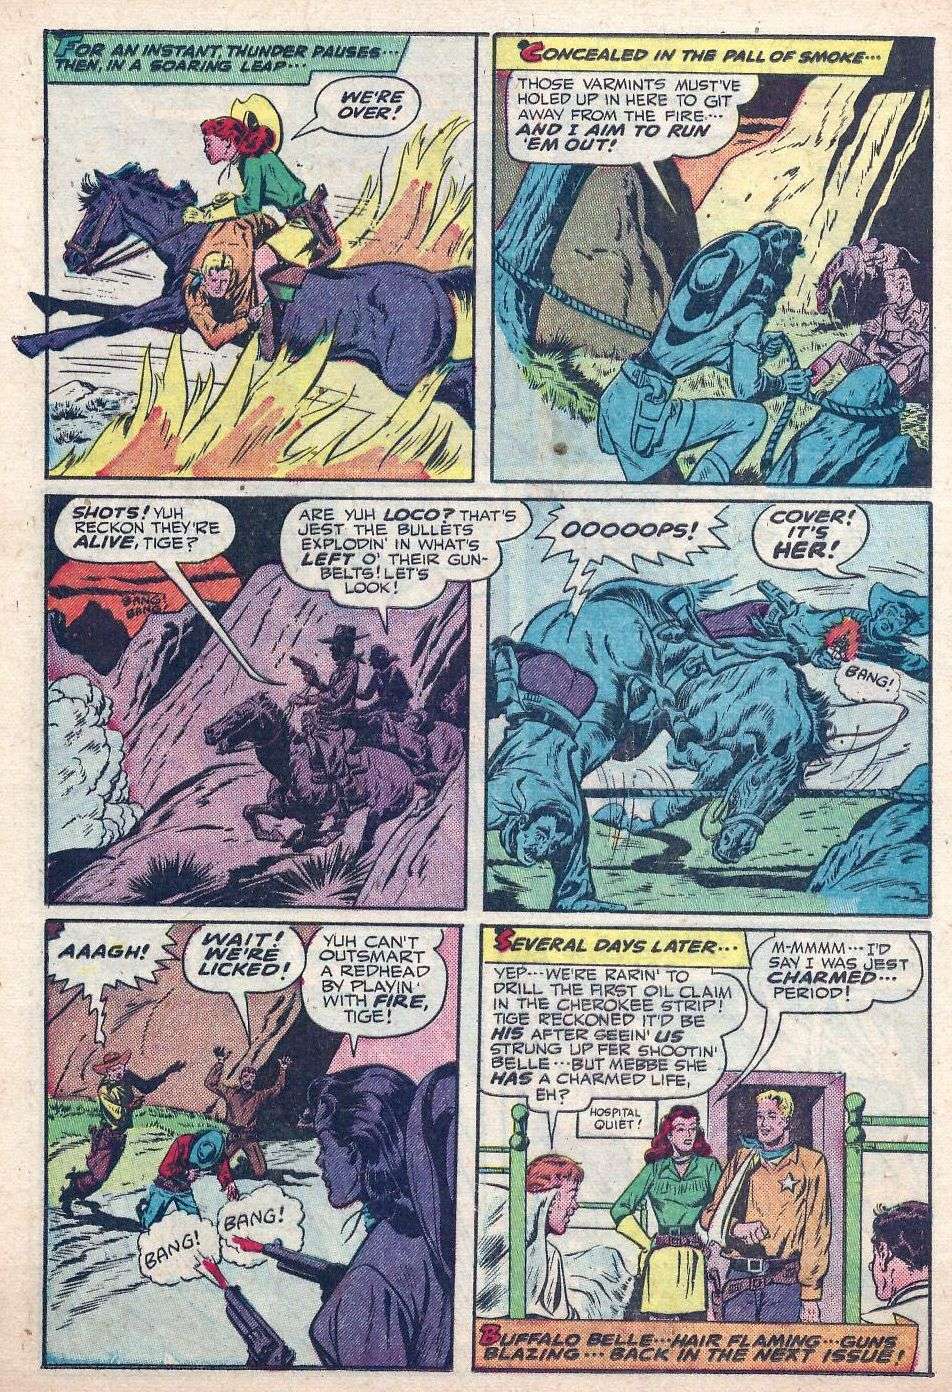 FOR AN INSTANT, THUNDER PAUSES...
THEN, IN A SOARING LEAP...
WE'RE
OVER!
CONCEALED IN THE PALL OF SMOKE...
THOSE VARMINTS MUST'VE
HOLED UP IN HERE TO GIT
AWAY FROM THE FIRE...
AND I AIM TO RUN
'EM OUT!
SHOTS! YUH
RECKON THEY'RE
ALIVE, TIGE?
ARE YUH LOCO? THAT'S
JEST THE BULLETS
EXPLODIN' IN WHAT'S
LEFT O' THEIR GUN-
BELTS! LET'S
LOOK!
BANG!
BANG!
OOOOOPS!
COVER!
IT'S
HER!
BANG!
AAAGH!
WAIT!
WE'RE
LICKED!
YUH CAN'T
OUTSMART
A REDHEAD
BY PLAYIN'
WITH FIRE,
TIGE!
BANG!
BANG!
SEVERAL DAYS LATER...
YEP...WE'RE RARIN' TO
DRILL THE FIRST OIL CLAIM
IN THE CHEROKEE STRIP!
TIGE RECKONED IT'D BE
HIS AFTER SEEIN' US
STRUNG UP FER SHOOTIN'
BELLE...BUT MEBBE SHE
HAS A CHARMED LIFE,
EH?
M-MMMM...I'D
SAY I WAS JEST
CHARMED...
PERIOD!
HOSPITAL
QUIET!
BUFFALO BELLE...HAIR FLAMING...GUNS
BLAZING...BACK IN THE NEXT ISSUE!